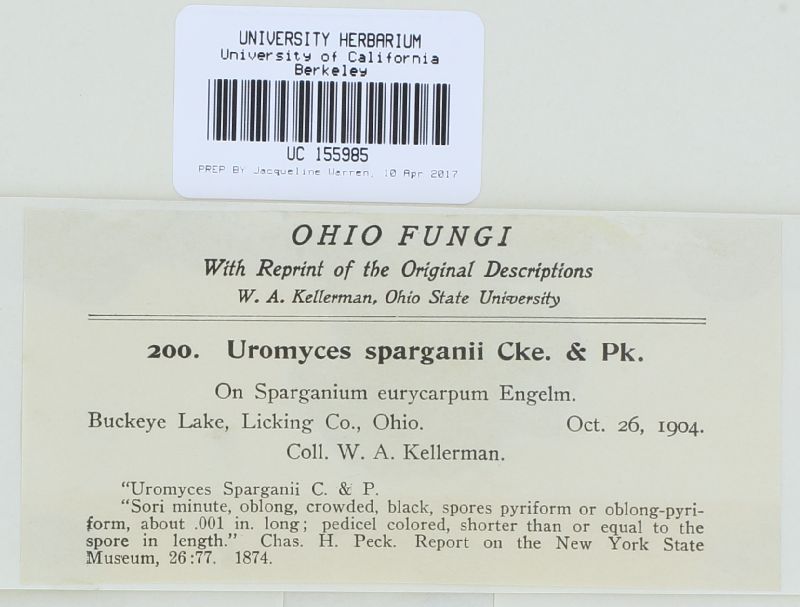 UNIVERSITY HERBARIUM
University of California
Berkeley
UC 155985
PREP BY Jacqueline Warren, 10 Apr 2017
OHIO FUNGI
With Reprint of the Original Descriptions
W. A. Kellerman, Ohio State University
200. Uromyces sparganii Cke. & Pk.
On Sparganium eurycarpum Engelm.
Buckeye Lake, Licking Co., Ohio. Oct. 26, 1904.
Coll. W. A. Kellerman.
"Uromyces Sparganii C. & P.
"Sori minute, oblong, crowded, black, spores pyriform or oblong-pyri-
form, about .001 in. long; pedicel colored, shorter than or equal to the
spore in length." Chas. H. Peck. Report on the New York State
Museum, 26:77. 1874.